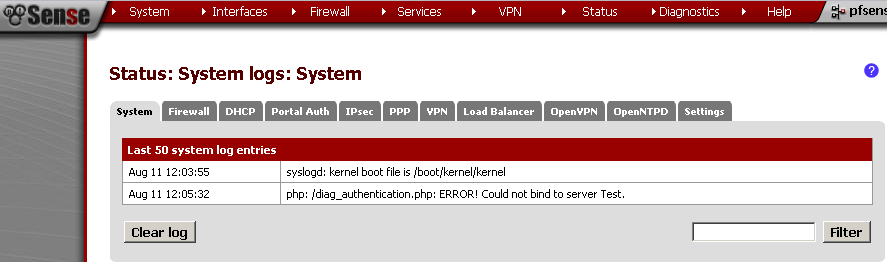 pfSense
System Interfaces Firewall Services VPN Status Diagnostics Help pfsens
Status: System logs: System
?
System Firewall DHCP Portal Auth IPsec PPP VPN Load Balancer OpenVPN OpenNTPD Settings
Last 50 system log entries
Aug 11 12:03:55 syslogd: kernel boot file is /boot/kernel/kernel
Aug 11 12:05:32 php: /diag_authentication.php: ERROR! Could not bind to server Test.
Clear log Filter